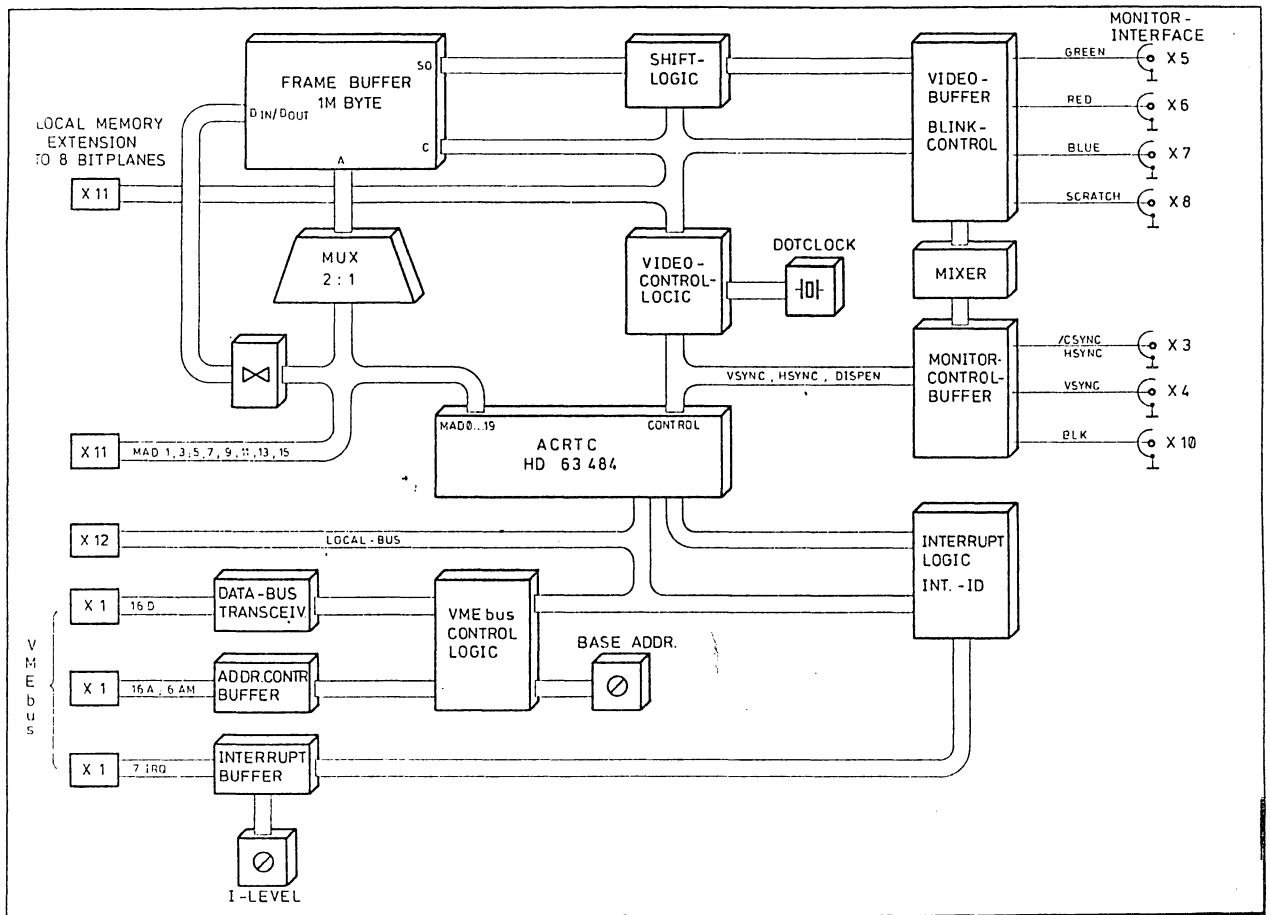 MONITOR-
INTERFACE
FRAME BUFFER
1M BYTE
SO
DIN/DOUT
C
A
SHIFT-
LOGIC
VIDEO-
BUFFER
BLINK-
CONTROL
GREEN
X 5
RED
X 6
BLUE
X 7
SCRATCH
X 8
LOCAL MEMORY
EXTENSION
TO 8 BITPLANES
X 11
MUX
2 : 1
VIDEO-
CONTROL-
LOCIC
DOTCLOCK
MIXER
MONITOR-
CONTROL-
BUFFER
/CSYNC
HSYNC
X 3
VSYNC
X 4
BLK
X 10
VSYNC, HSYNC, DISPEN
MAD0...19
CONTROL
ACRTC
HD 63 484
X 11
MAD 1, 3, 5, 7, 9, 11, 13, 15
X 12
LOCAL-BUS
INTERRUPT
LOGIC
INT.-ID
VMEbus
X 1
16 D
DATA-BUS
TRANSCEIV.
VME bus
CONTROL
LOGIC
BASE ADDR.
X 1
16 A, 6 AM
ADDR.CONTR
BUFFER
X 1
7 IRQ
INTERRUPT
BUFFER
I-LEVEL